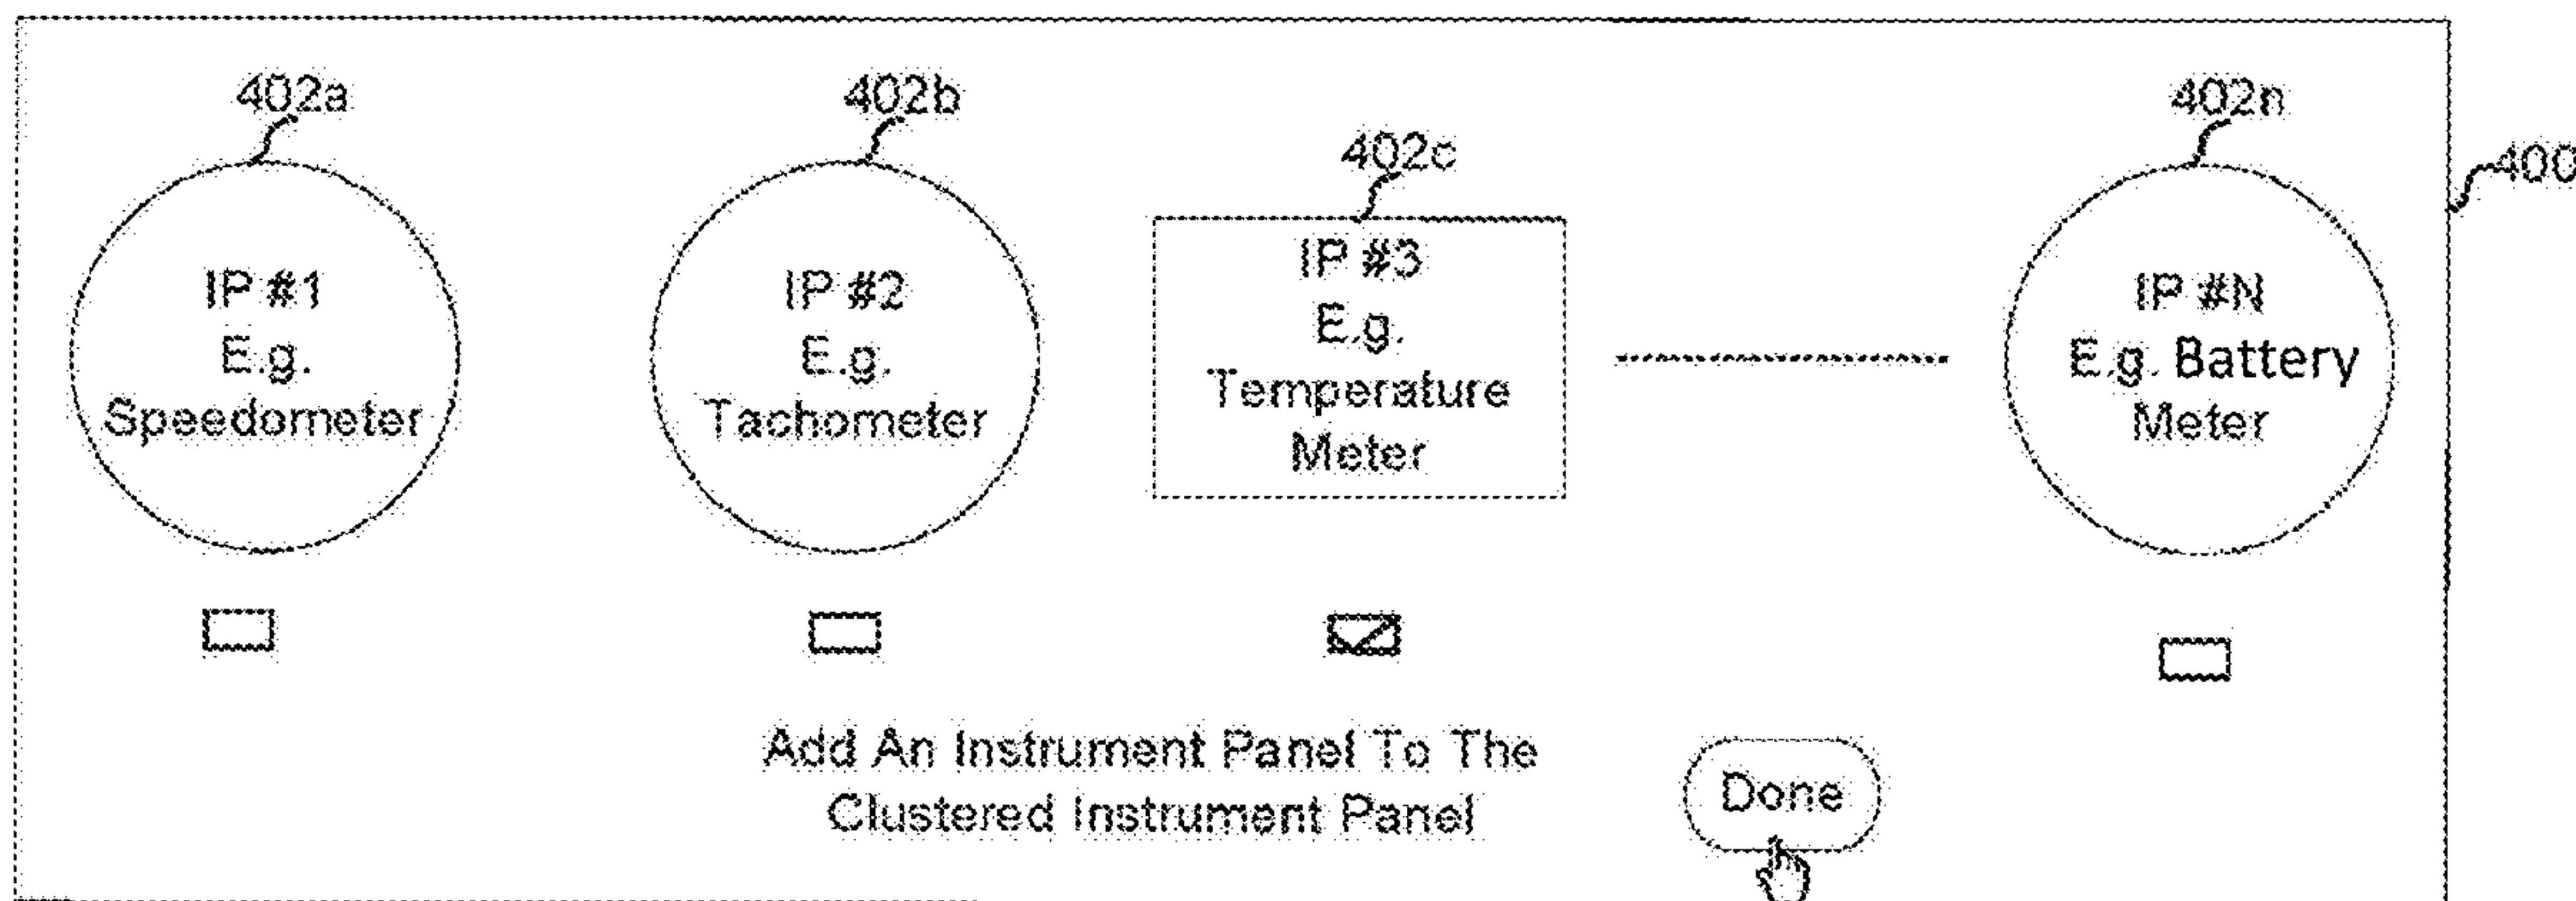 402a
402b
402c
402n
400
IP #1
E.g.
Speedometer
IP #2
E.g.
Tachometer
IP #3
E.g.
Temperature
Meter
IP #N
E.g. Battery
Meter
Add An Instrument Panel To The
Clustered Instrument Panel
Done